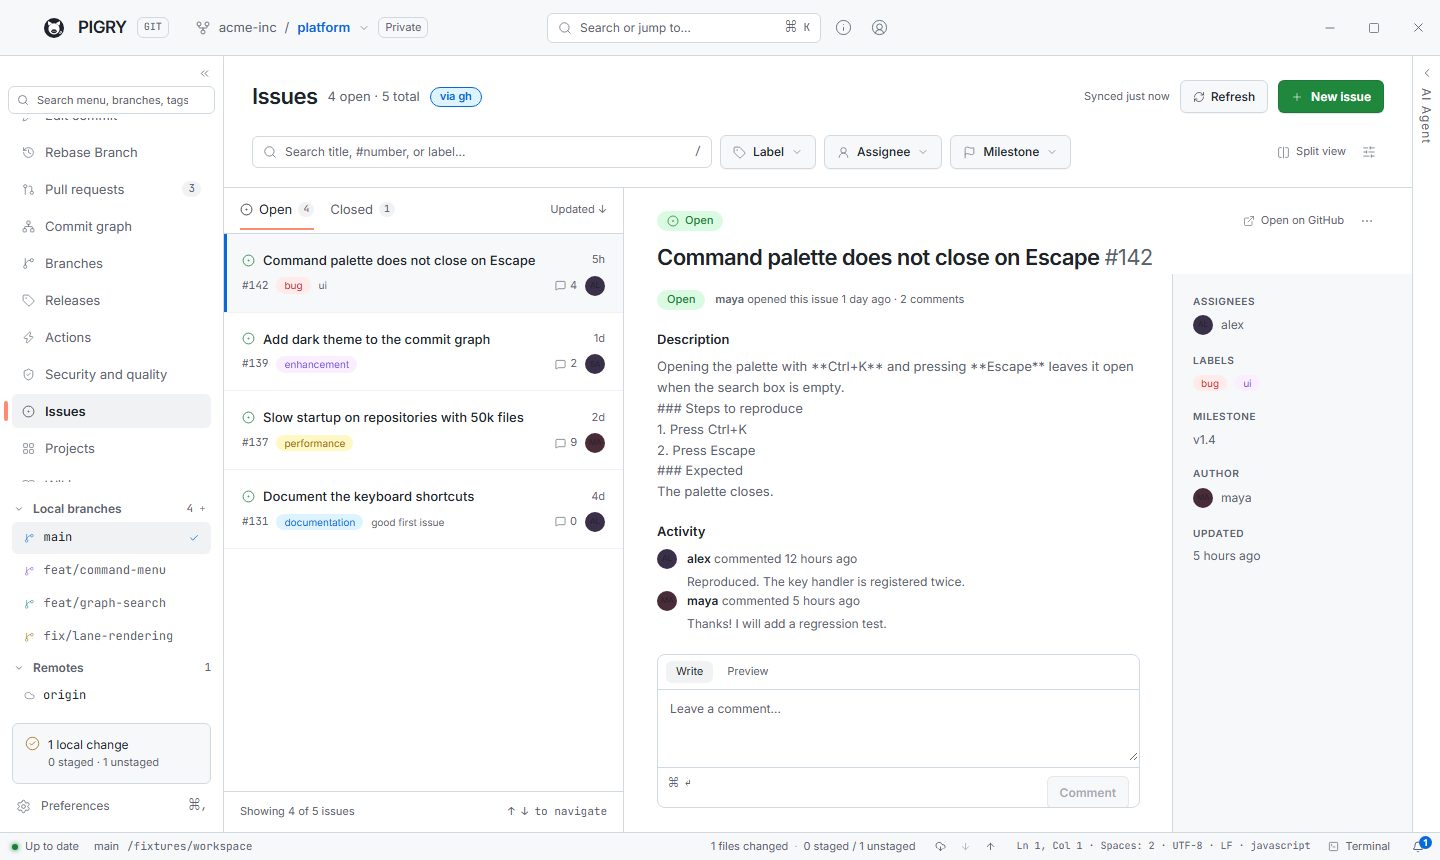 PIGRY GIT acme-inc / platform Private Search or jump to... ⌘ K
Search menu, branches, tags
Edit commit
Rebase Branch
Pull requests 3
Commit graph
Branches
Releases
Actions
Security and quality
Issues
Projects
Local branches 4 +
main
feat/command-menu
feat/graph-search
fix/lane-rendering
Remotes 1
origin
1 local change
0 staged · 1 unstaged
Preferences ⌘,
Issues 4 open · 5 total via gh Synced just now Refresh + New issue
Search title, #number, or label... / Label Assignee Milestone Split view
Open 4 Closed 1 Updated ↓
Command palette does not close on Escape 5h
#142 bug ui 4
Add dark theme to the commit graph 1d
#139 enhancement 2
Slow startup on repositories with 50k files 2d
#137 performance 9
Document the keyboard shortcuts 4d
#131 documentation good first issue 0
Showing 4 of 5 issues ↑ ↓ to navigate
Open Open on GitHub ···
Command palette does not close on Escape #142
Open maya opened this issue 1 day ago · 2 comments
Description
Opening the palette with **Ctrl+K** and pressing **Escape** leaves it open
when the search box is empty.
### Steps to reproduce
1. Press Ctrl+K
2. Press Escape
### Expected
The palette closes.
Activity
alex commented 12 hours ago
Reproduced. The key handler is registered twice.
maya commented 5 hours ago
Thanks! I will add a regression test.
Write Preview
Leave a comment...
⌘ ↵ Comment
ASSIGNEES
alex
LABELS
bug ui
MILESTONE
v1.4
AUTHOR
maya
UPDATED
5 hours ago
AI Agent
Up to date main /fixtures/workspace 1 files changed · 0 staged / 1 unstaged ↓ ↑ Ln 1, Col 1 · Spaces: 2 · UTF-8 · LF · javascript Terminal 1